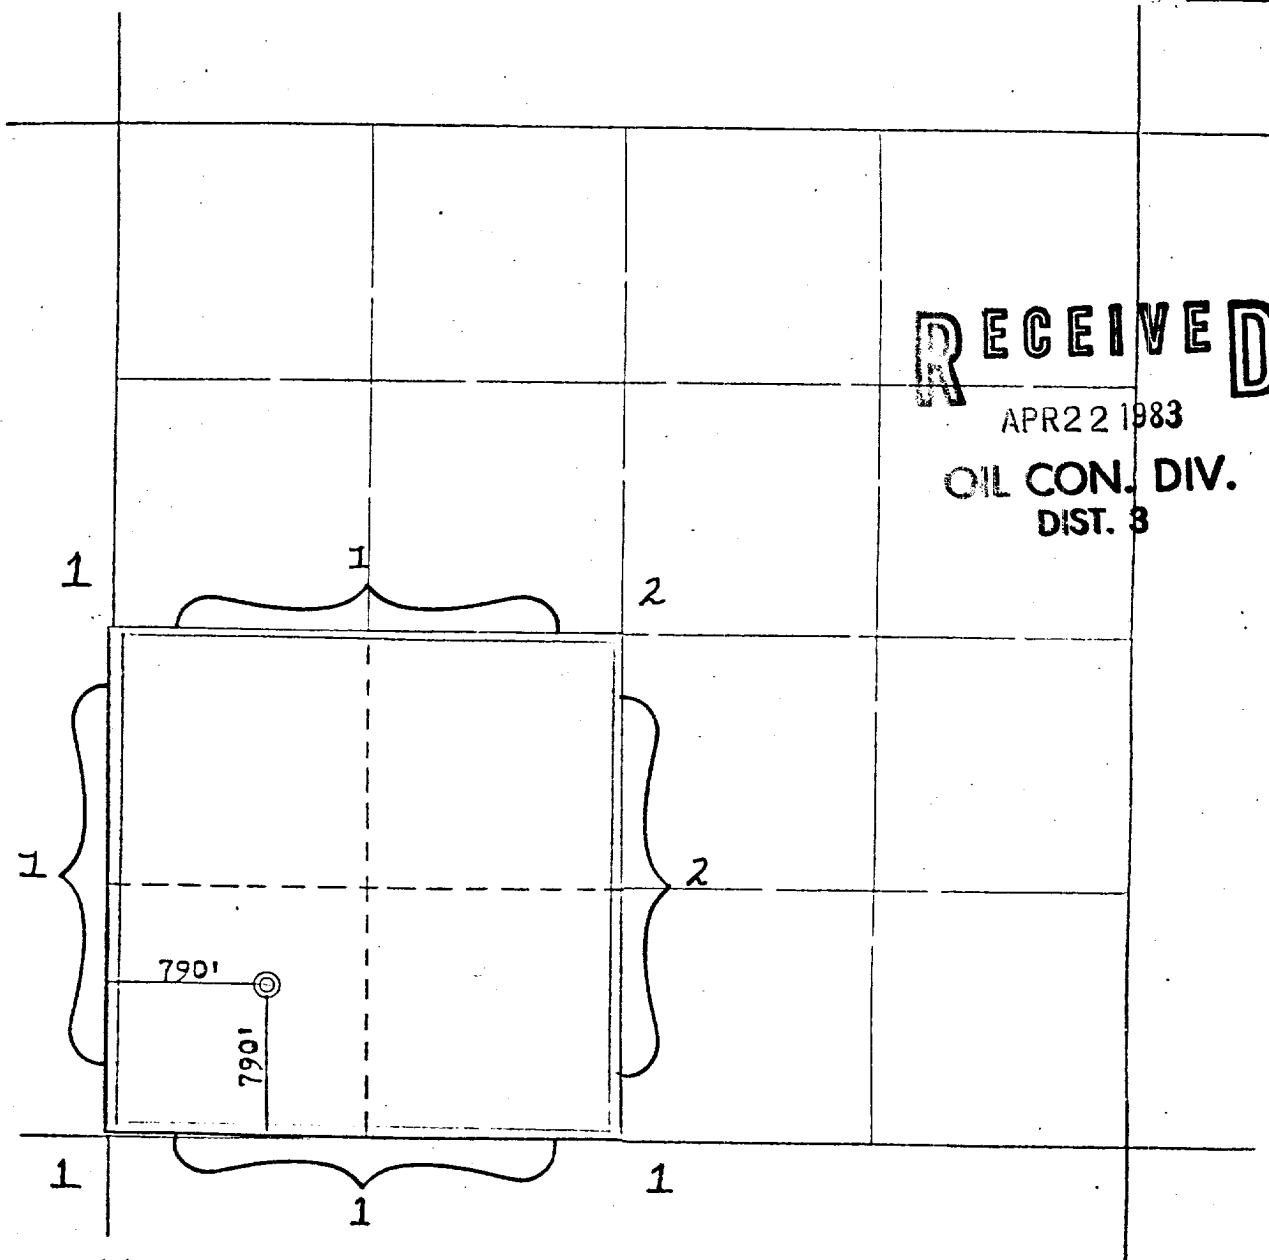 RECEIVED
APR 22 1983
OIL CON. DIV.
DIST. 3
1
1
2
1
2
790'
790'
1
1
1